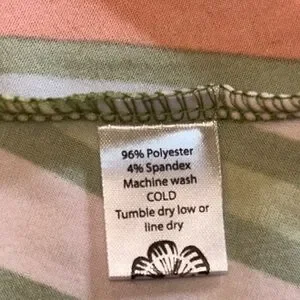 96% Polyester
4% Spandex
Machine wash
COLD
Tumble dry low or
line dry